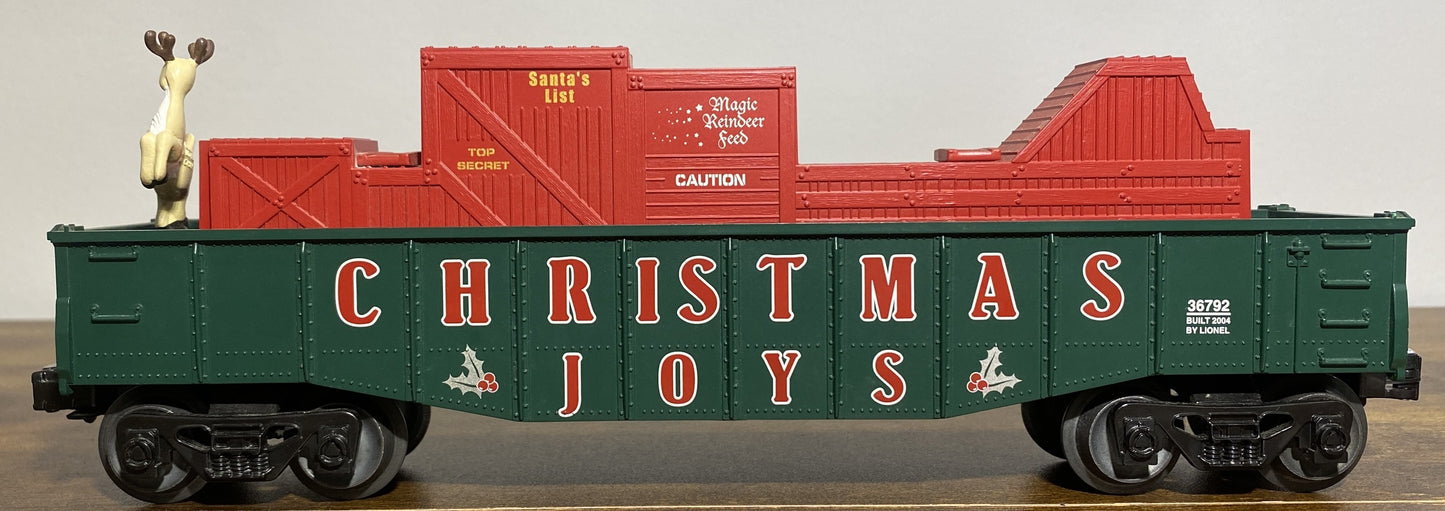 Santa's
List
TOP
SECRET
Magic
Reindeer
Feed
CAUTION
CHRISTMAS
JOYS
36792
BUILT 2004
BY LIONEL